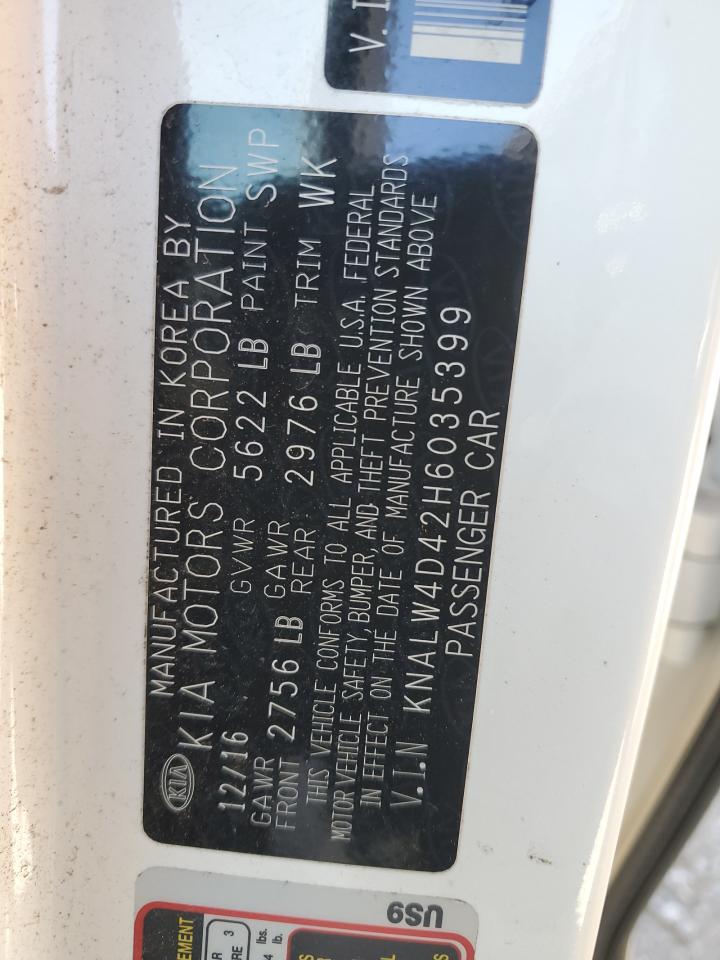 V.I
KIA
MANUFACTURED IN KOREA BY
KIA MOTORS CORPORATION
12/16 GVWR 5622 LB PAINT SWP
GAWR FRONT 2756 LB GAWR REAR 2976 LB TRIM WK
THIS VEHICLE CONFORMS TO ALL APPLICABLE U.S.A. FEDERAL
MOTOR VEHICLE SAFETY, BUMPER, AND THEFT PREVENTION STANDARDS
IN EFFECT ON THE DATE OF MANUFACTURE SHOWN ABOVE
V.I.N KNALW4D42H6035399
PASSENGER CAR
US9